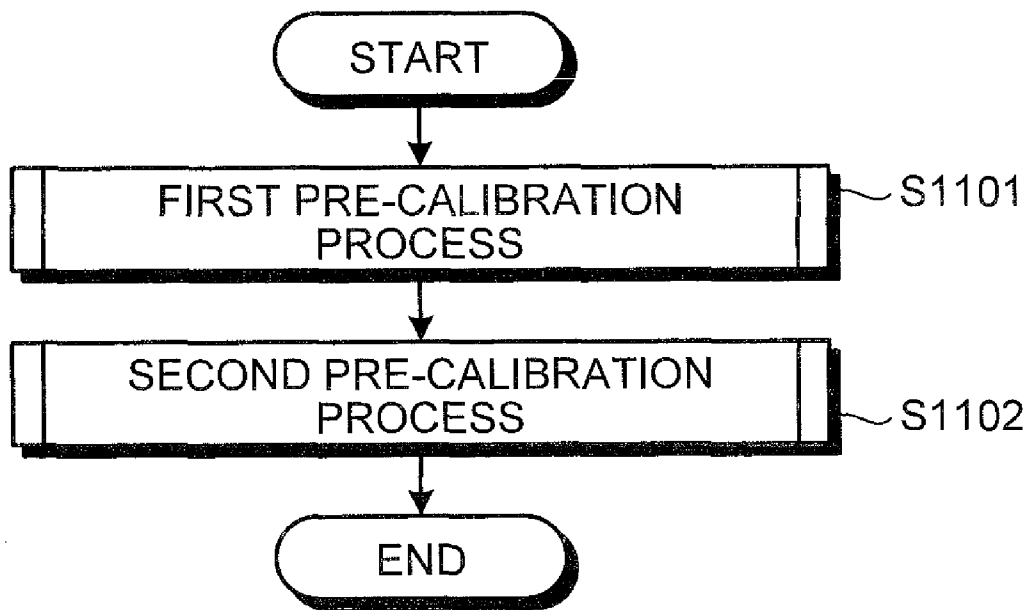 START
FIRST PRE-CALIBRATION
PROCESS
S1101
SECOND PRE-CALIBRATION
PROCESS
S1102
END